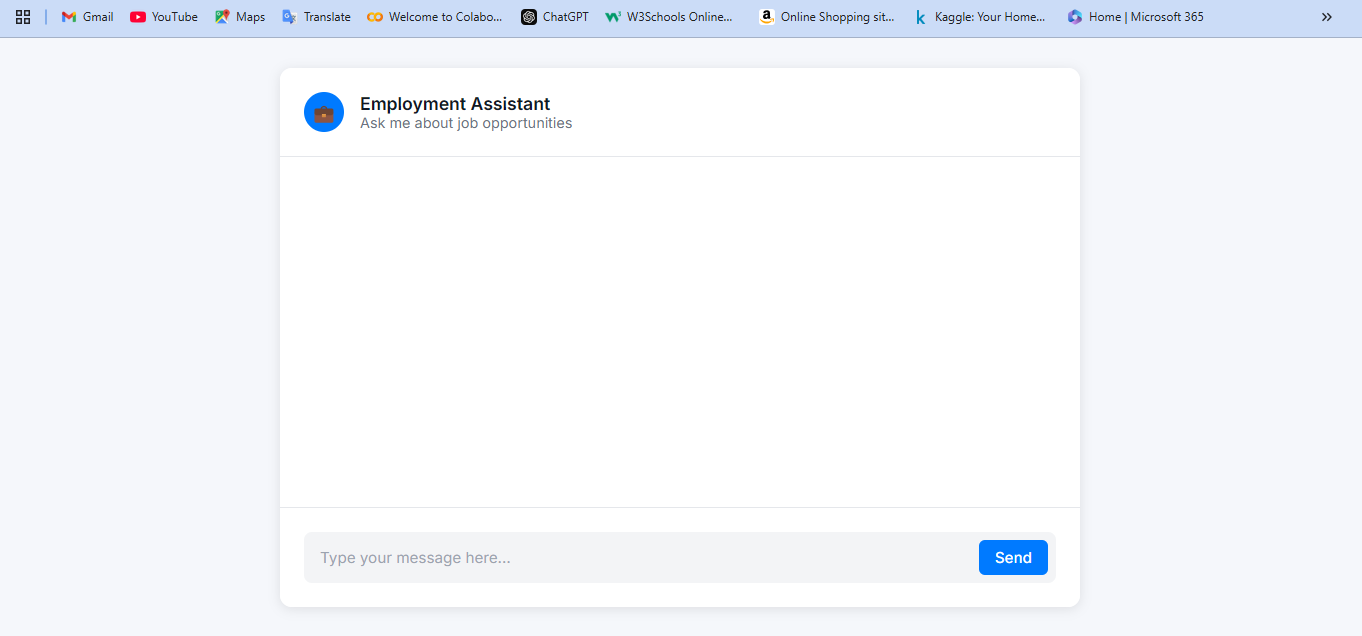 Gmail YouTube Maps Translate Welcome to Colabo... ChatGPT W3Schools Online... Online Shopping sit... Kaggle: Your Home... Home | Microsoft 365
Employment Assistant
Ask me about job opportunities
Type your message here...
Send